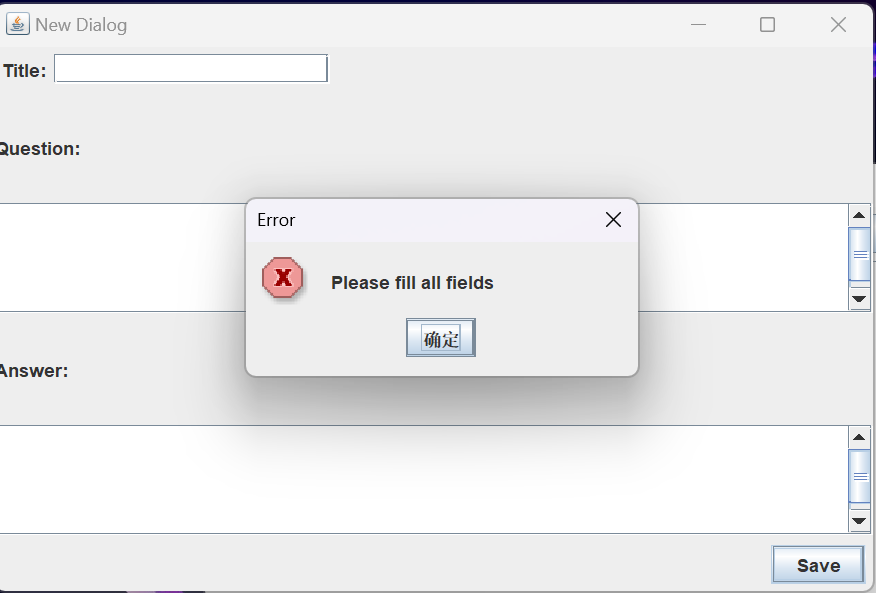 New Dialog
Title:
Question:
Error
Please fill all fields
确定
Answer:
Save